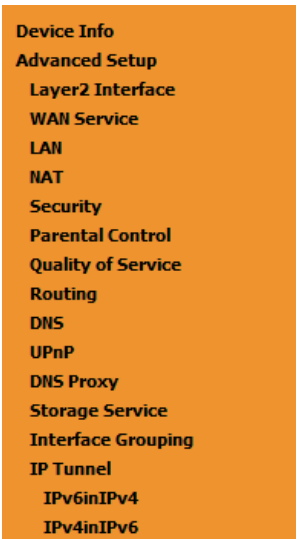 Device Info
Advanced Setup
Layer2 Interface
WAN Service
LAN
NAT
Security
Parental Control
Quality of Service
Routing
DNS
UPnP
DNS Proxy
Storage Service
Interface Grouping
IP Tunnel
IPv6inIPv4
IPv4inIPv6